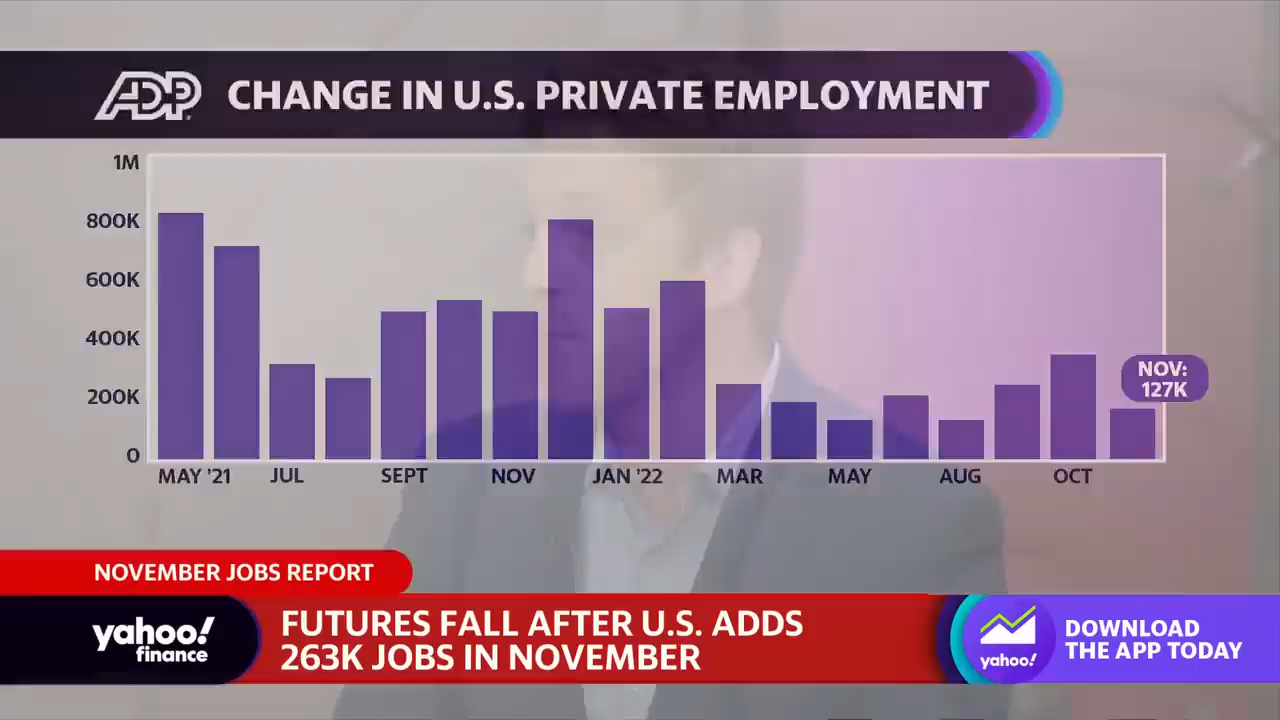 ADP CHANGE IN U.S. PRIVATE EMPLOYMENT
1M
800K
600K
400K
200K
0
MAY '21 JUL SEPT NOV JAN '22 MAR MAY AUG OCT
NOV:
127K
NOVEMBER JOBS REPORT
yahoo!
finance
FUTURES FALL AFTER U.S. ADDS
263K JOBS IN NOVEMBER
yahoo!
DOWNLOAD
THE APP TODAY